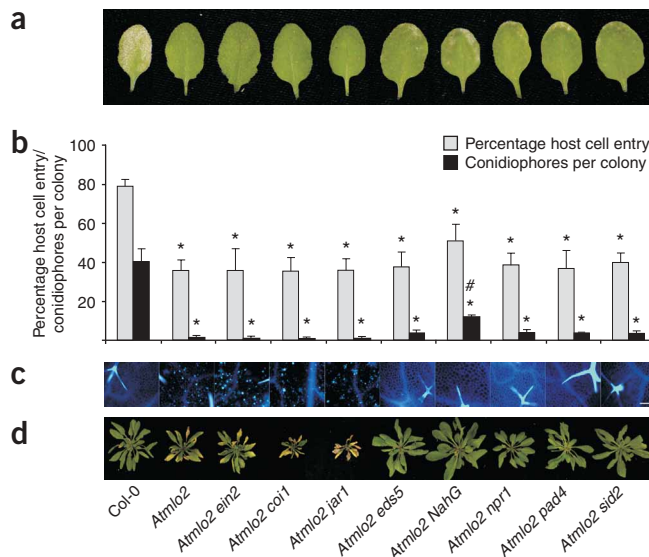 a
b
100
80
60
40
20
Percentage host cell entry/
conidiophores per colony
Percentage host cell entry
Conidiophores per colony
* * * * * * * * *
#
* * * * * * * * *
c
d
Col-0
Atmlo2
Atmlo2 ein2
Atmlo2 coi1
Atmlo2 jar1
Atmlo2 eds5
Atmlo2 NahG
Atmlo2 npr1
Atmlo2 pad4
Atmlo2 sid2